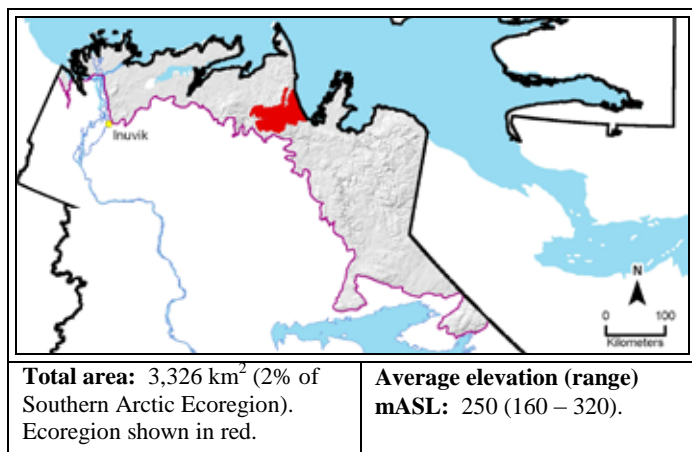 Inuvik
N
0 100
Kilometers
Total area: 3,326 km² (2% of
Southern Arctic Ecoregion).
Ecoregion shown in red.
Average elevation (range)
mASL: 250 (160 – 320).